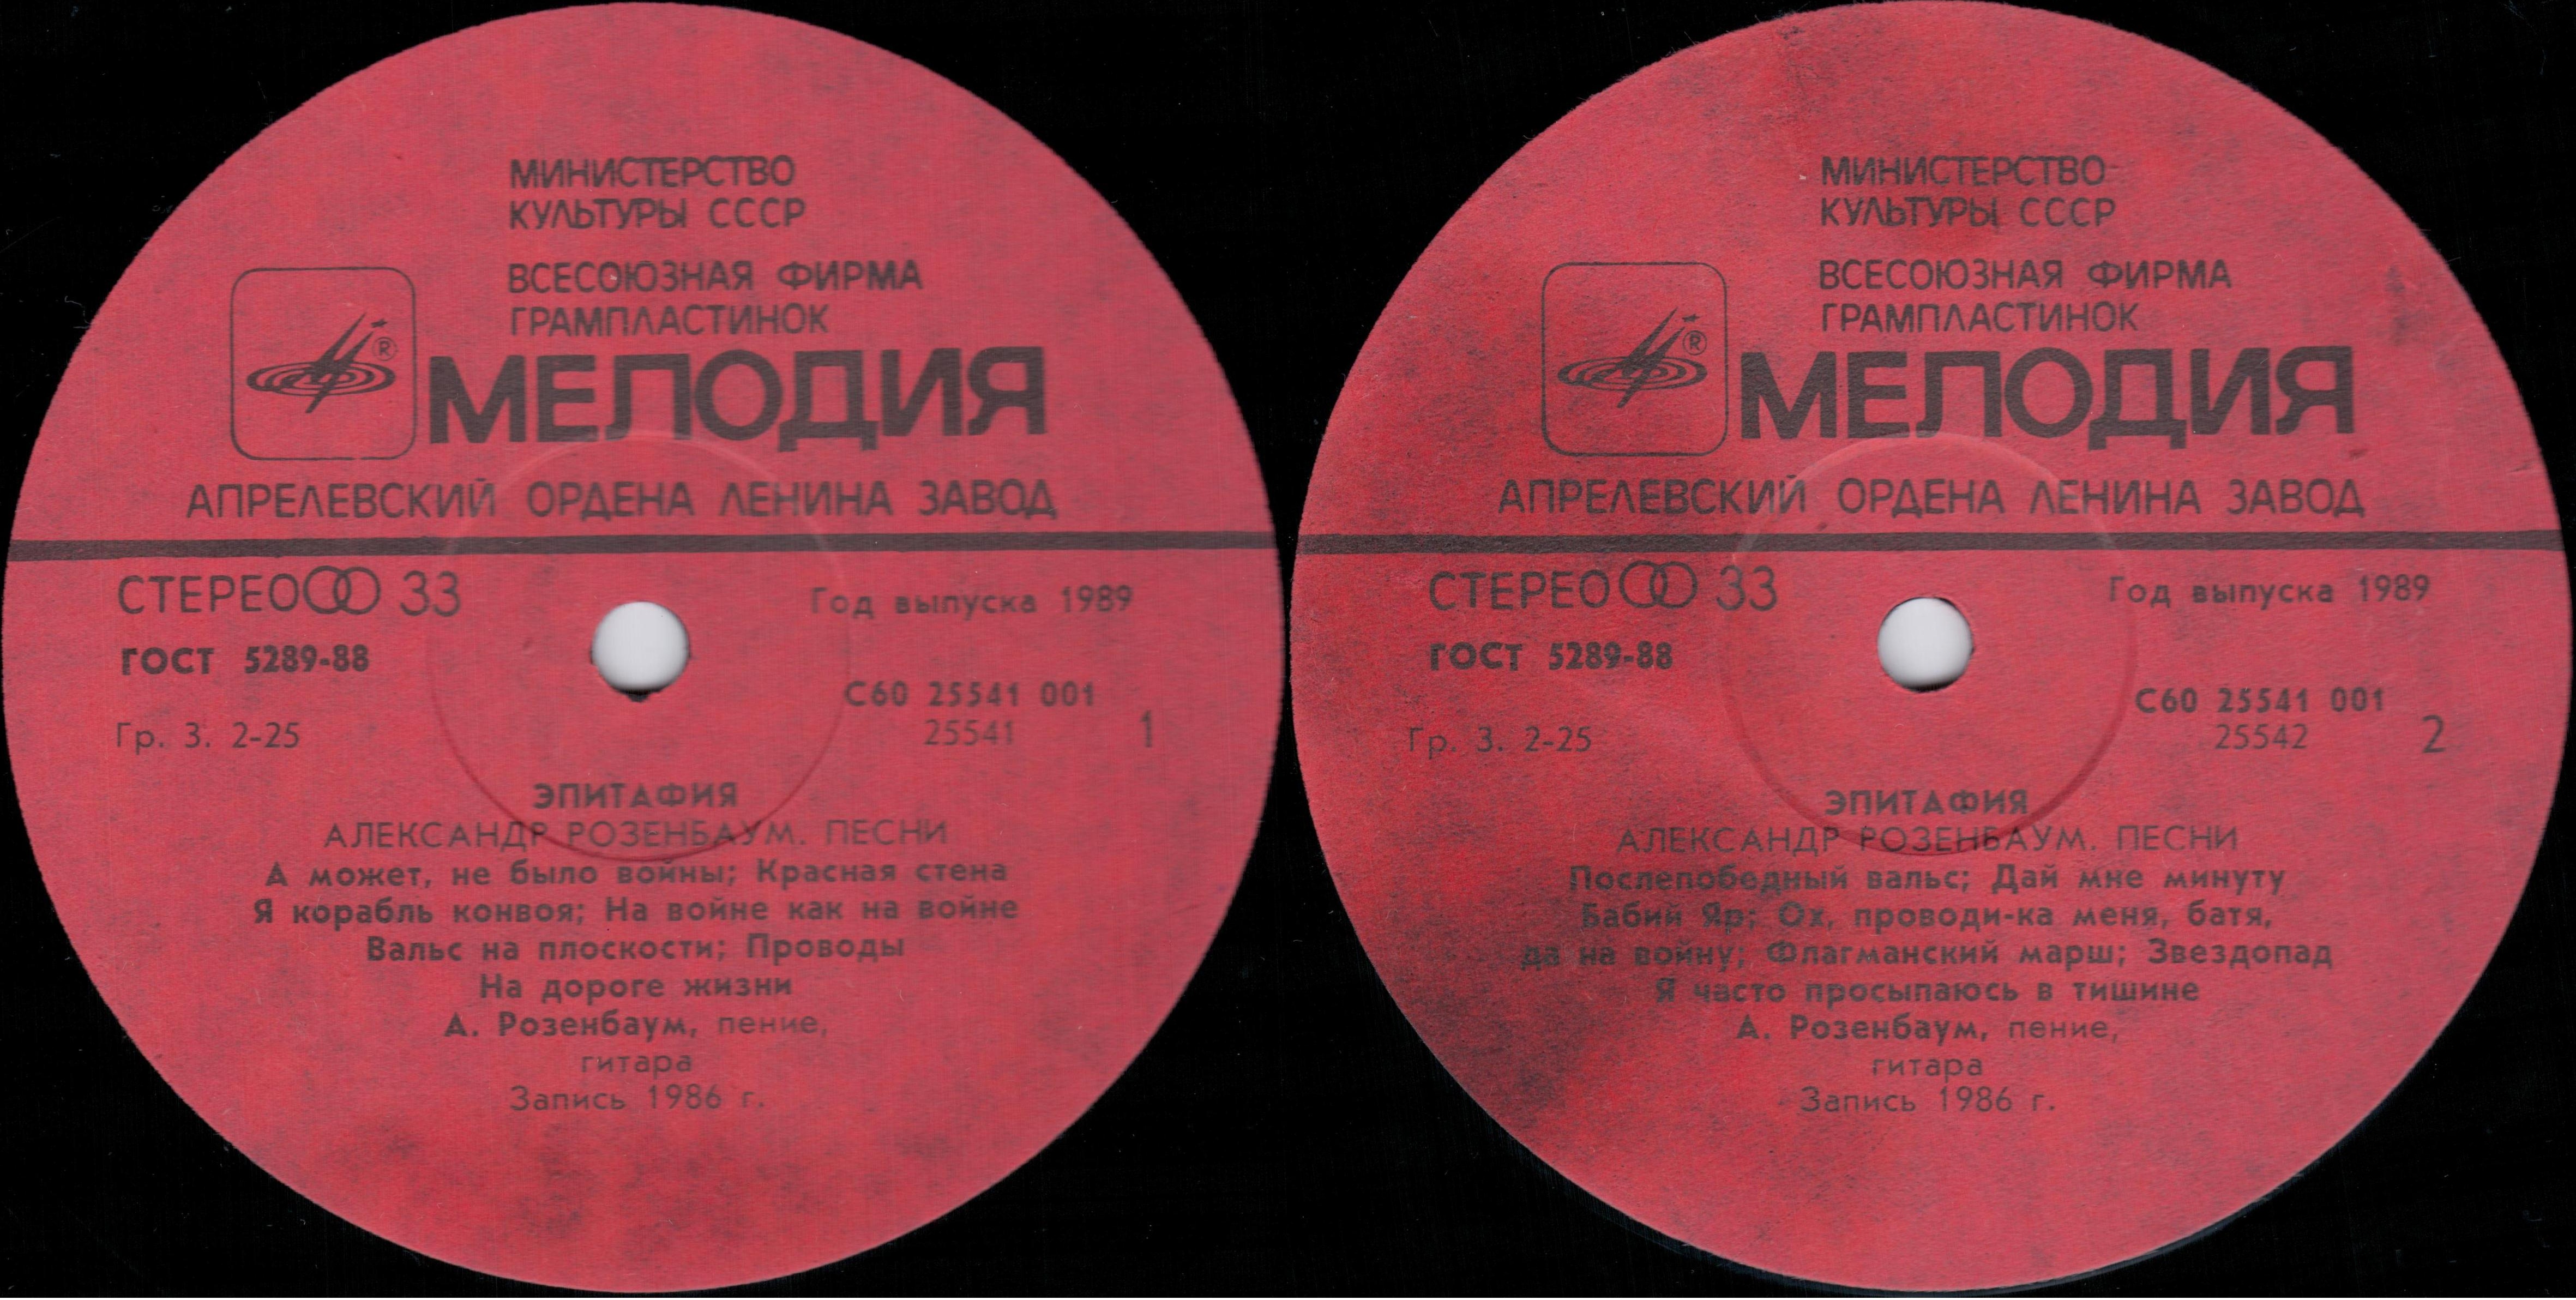 МИНИСТЕРСТВО
КУЛЬТУРЫ СССР
ВСЕСОЮЗНАЯ ФИРМА
ГРАМПЛАСТИНОК
®
МЕЛОДИЯ
АПРЕЛЕВСКИЙ ОРДЕНА ЛЕНИНА ЗАВОД
СТЕРЕО 33
Год выпуска 1989
ГОСТ 5289-88
С60 25541 001
25541
1
Гр. 3. 2-25
ЭПИТАФИЯ
АЛЕКСАНДР РОЗЕНБАУМ. ПЕСНИ
А может, не было войны; Красная стена
Я корабль конвоя; На войне как на войне
Вальс на плоскости; Проводы
На дороге жизни
А. Розенбаум, пение,
гитара
Запись 1986 г.
МИНИСТЕРСТВО
КУЛЬТУРЫ СССР
ВСЕСОЮЗНАЯ ФИРМА
ГРАМПЛАСТИНОК
®
МЕЛОДИЯ
АПРЕЛЕВСКИЙ ОРДЕНА ЛЕНИНА ЗАВОД
СТЕРЕО 33
Год выпуска 1989
ГОСТ 5289-88
С60 25541 001
25542
2
Гр. 3. 2-25
ЭПИТАФИЯ
АЛЕКСАНДР РОЗЕНБАУМ. ПЕСНИ
Послепобедный вальс; Дай мне минуту
Бабий Яр; Ох, проводи-ка меня, батя,
да на войну; Флагманский марш; Звездопад
Я часто просыпаюсь в тишине
А. Розенбаум, пение,
гитара
Запись 1986 г.